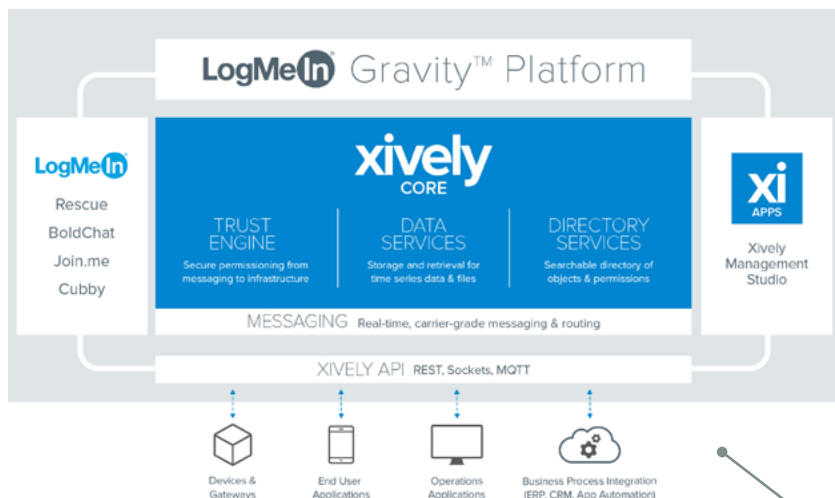 LogMeIn Gravity™ Platform
LogMeIn
Rescue
BoldChat
Join.me
Cubby
xively
CORE
TRUST
ENGINE
Secure permissioning from
messaging to infrastructure
DATA
SERVICES
Storage and retrieval for
time series data & files
DIRECTORY
SERVICES
Searchable directory of
objects & permissions
MESSAGING Real-time, carrier-grade messaging & routing
xi
APPS
Xively
Management
Studio
XIVELY API REST, Sockets, MQTT
Devices &
Gateways
End User
Applications
Operations
Applications
Business Process Integration
(ERP, CRM, App Automation)